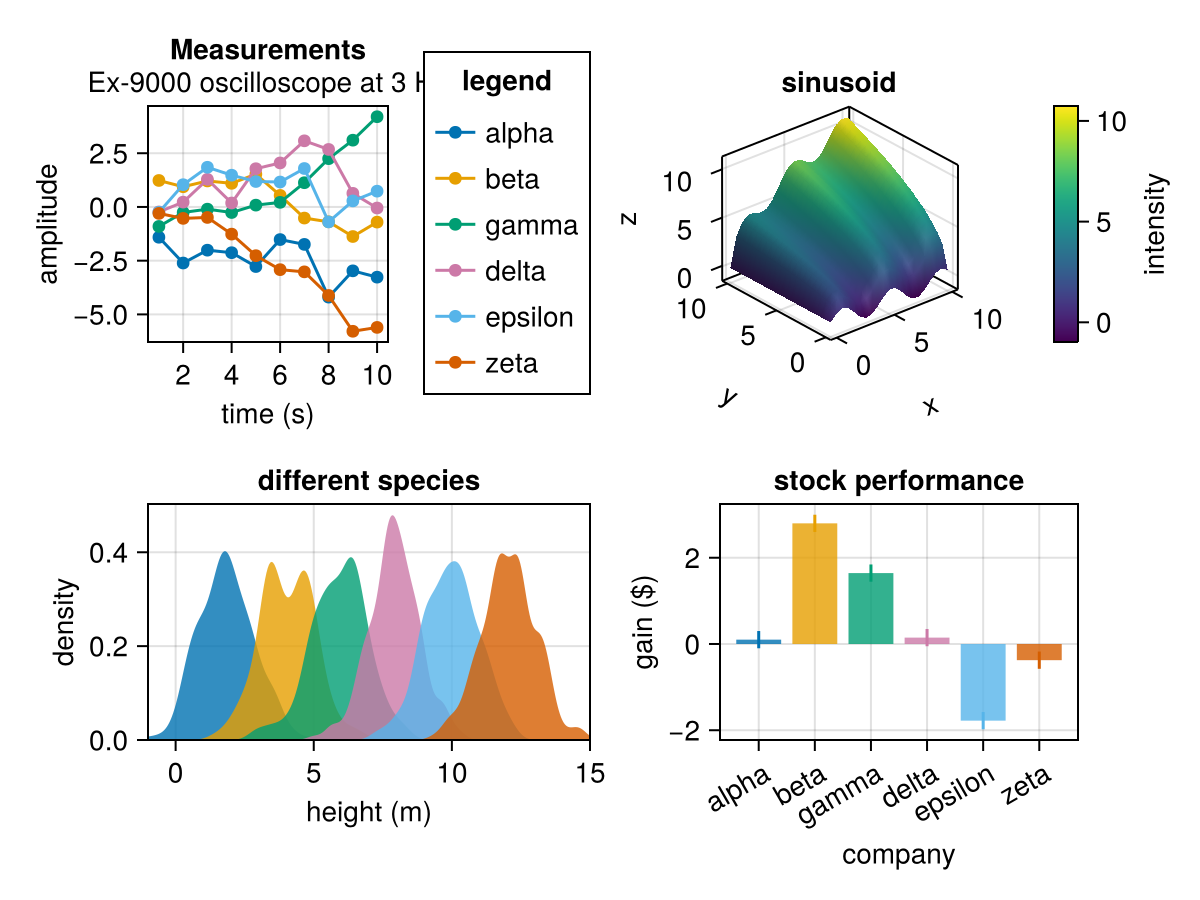 Measurements
Ex-9000 oscilloscope at 3
amplitude
2.5
0.0
−2.5
−5.0
2 4 6 8 10
time (s)
legend
alpha
beta
gamma
delta
epsilon
zeta
sinusoid
z
10
5
0
10
5
0
y
0
5
10
x
10
5
0
intensity
different species
density
0.4
0.2
0.0
0 5 10 15
height (m)
stock performance
gain ($)
2
0
−2
alpha beta gamma delta epsilon zeta
company